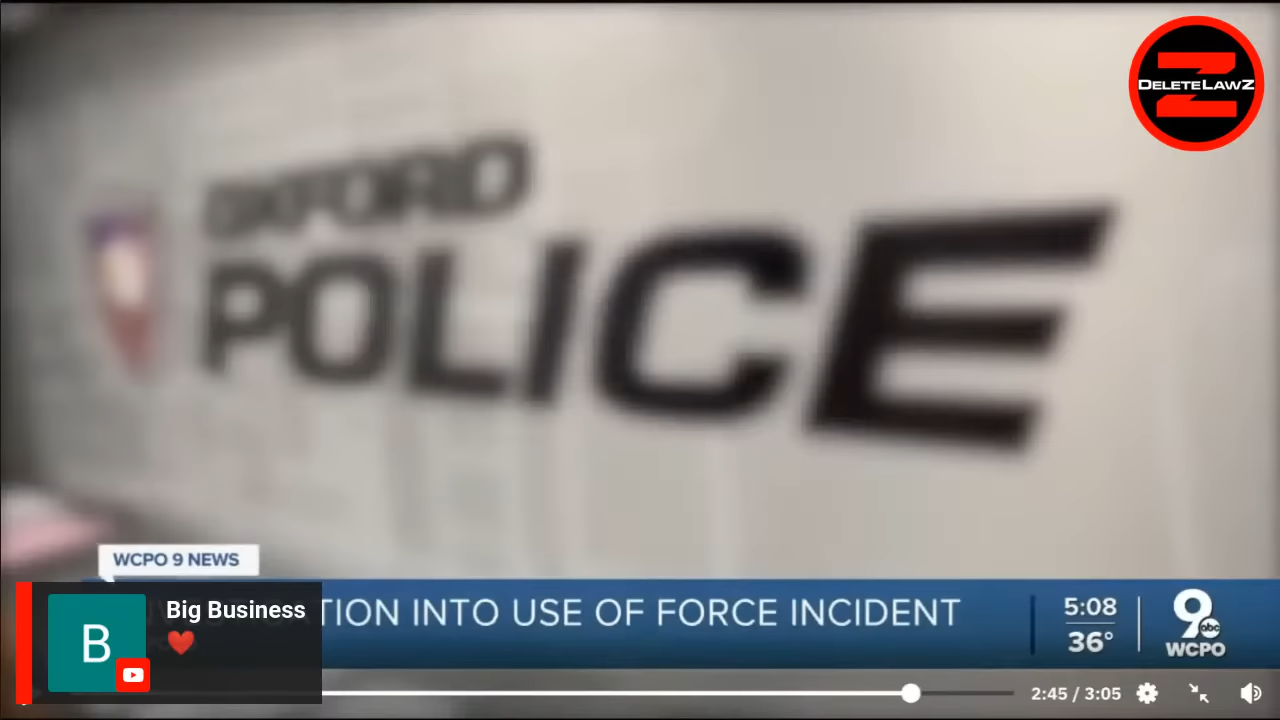 DELETELAWZ
OXFORD
POLICE
WCPO 9 NEWS
TION INTO USE OF FORCE INCIDENT
5:08
36°
9
abc
WCPO
B
Big Business
❤️
2:45 / 3:05